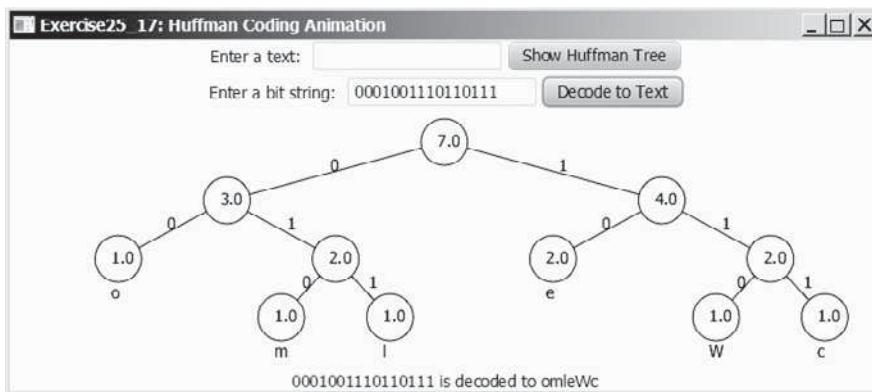 Exercise25_17: Huffman Coding Animation
Enter a text: Show Huffman Tree
Enter a bit string: 0001001110110111 Decode to Text
7.0
0 1
3.0 4.0
0 1 0 1
1.0 2.0 2.0 2.0
o 0 1 e 0 1
1.0 1.0 1.0 1.0
m l W c
0001001110110111 is decoded to omleWc